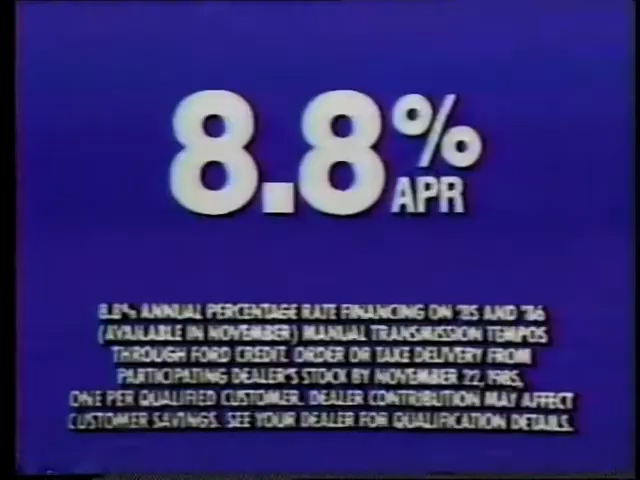 8.8%
APR
8.8% ANNUAL PERCENTAGE RATE FINANCING ON '85 AND '86
(AVAILABLE IN NOVEMBER) MANUAL TRANSMISSION TEMPOS
THROUGH FORD CREDIT. ORDER OR TAKE DELIVERY FROM
PARTICIPATING DEALER'S STOCK BY NOVEMBER 22, 1985.
ONE PER QUALIFIED CUSTOMER. DEALER CONTRIBUTION MAY AFFECT
CUSTOMER SAVINGS. SEE YOUR DEALER FOR QUALIFICATION DETAILS.